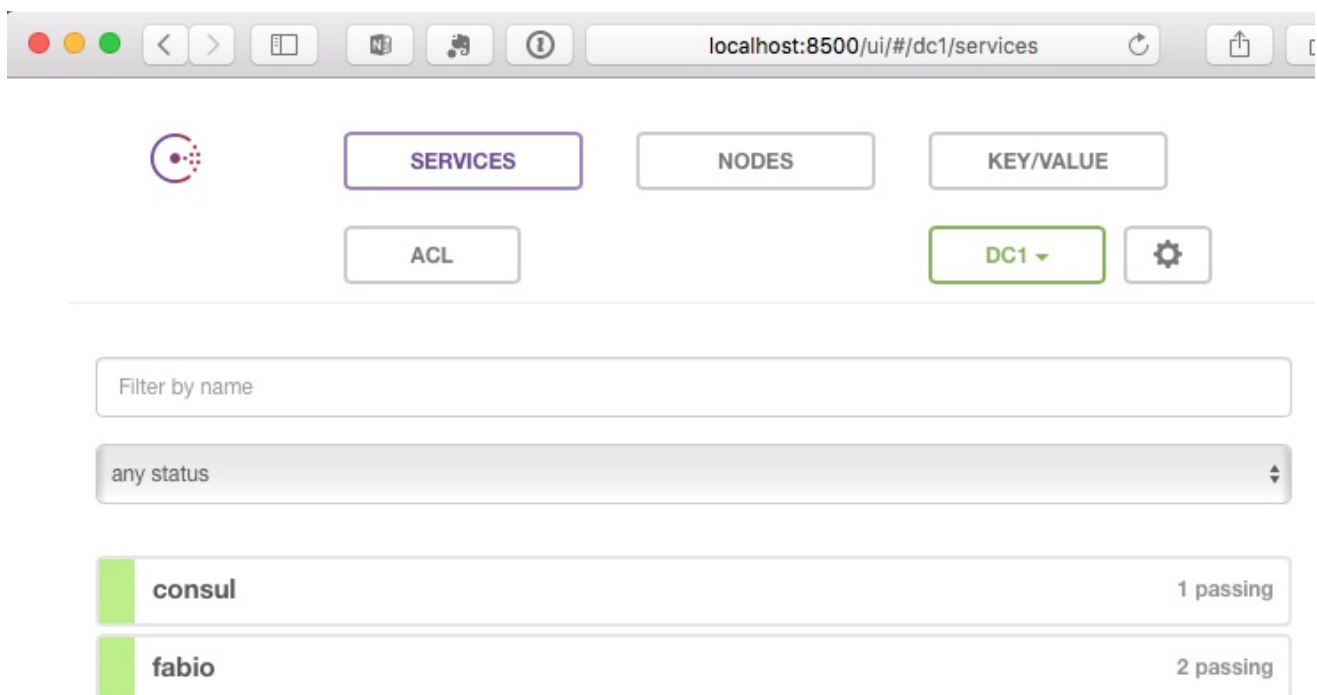 localhost:8500/ui/#/dc1/services
SERVICES
NODES
KEY/VALUE
ACL
DC1
Filter by name
any status
consul
1 passing
fabio
2 passing